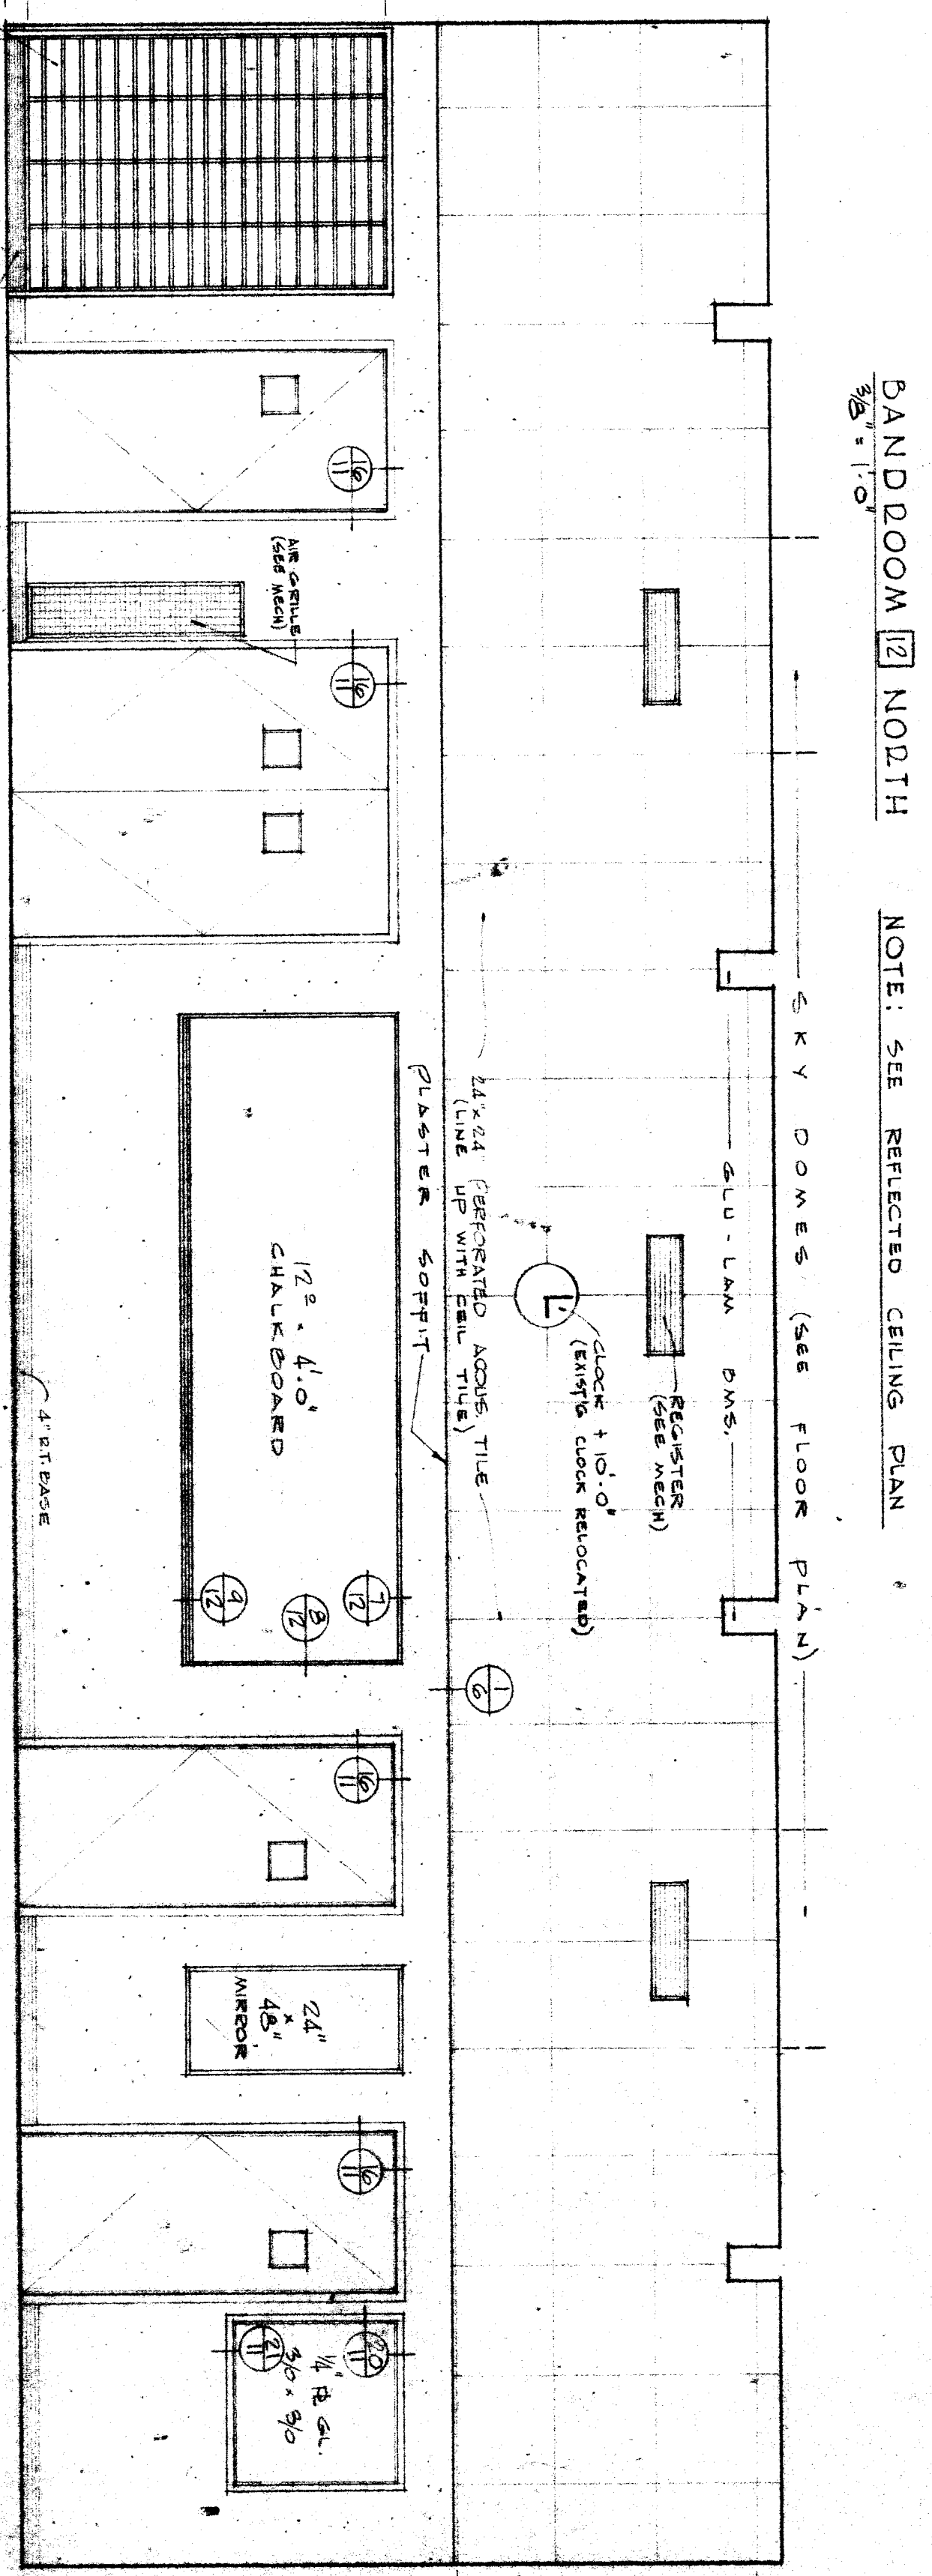 BANDROOM 12 NORTH
3/8" = 1'-0"
NOTE: SEE REFLECTED CEILING PLAN
SKY DOMES (SEE FLOOR PLAN)
GLU-LAM BMS.
REGISTER
(SEE MECH)
CLOCK + 10'-0"
(EXIST'G CLOCK RELOCATED)
24"x24 PERFORATED ACOUS. TILE
(LINE UP WITH CEIL TILE)
PLASTER SOFFIT
1
6
16
11
AIR GRILLE
(SEE MECH)
16
11
12º × 4'-0"
CHALKBOARD
7
12
8
12
9
12
4" R.T. BASE
16
11
24"
x
48"
MIRROR
16
11
20
11
21
11
1/4" PL GL.
3/0 x 3/0